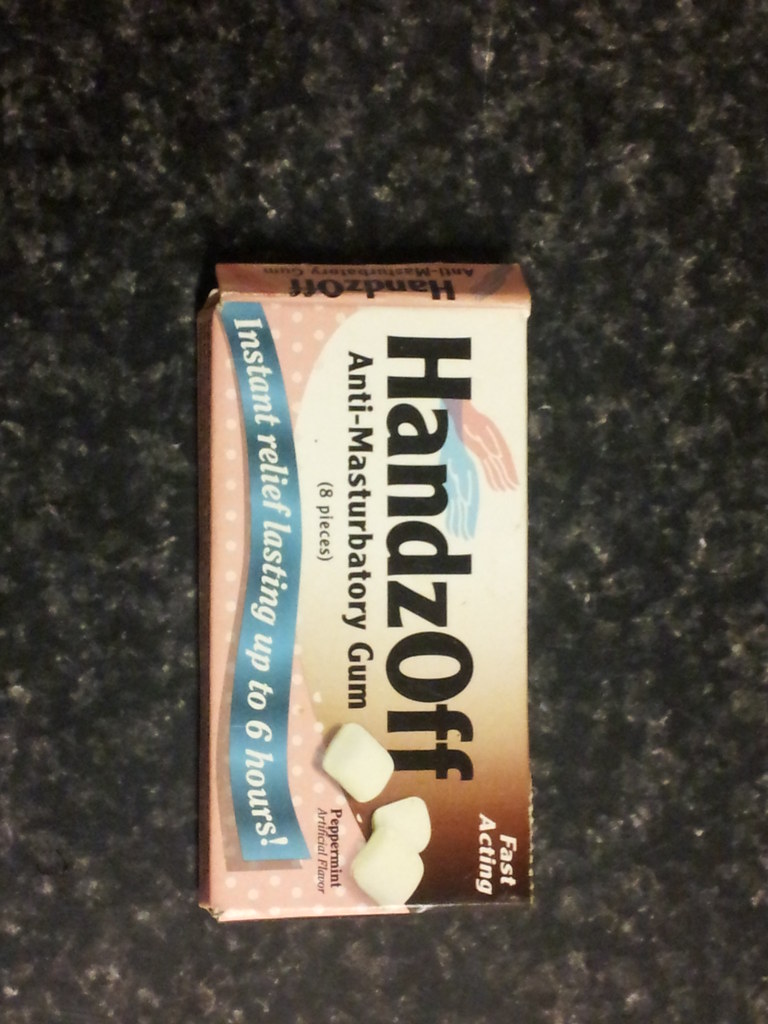 HandzOff
Anti-Masturbatory Gum
HandzOff
Anti-Masturbatory Gum
(8 pieces)
Fast
Acting
Peppermint
Artificial Flavor
Instant relief lasting up to 6 hours!